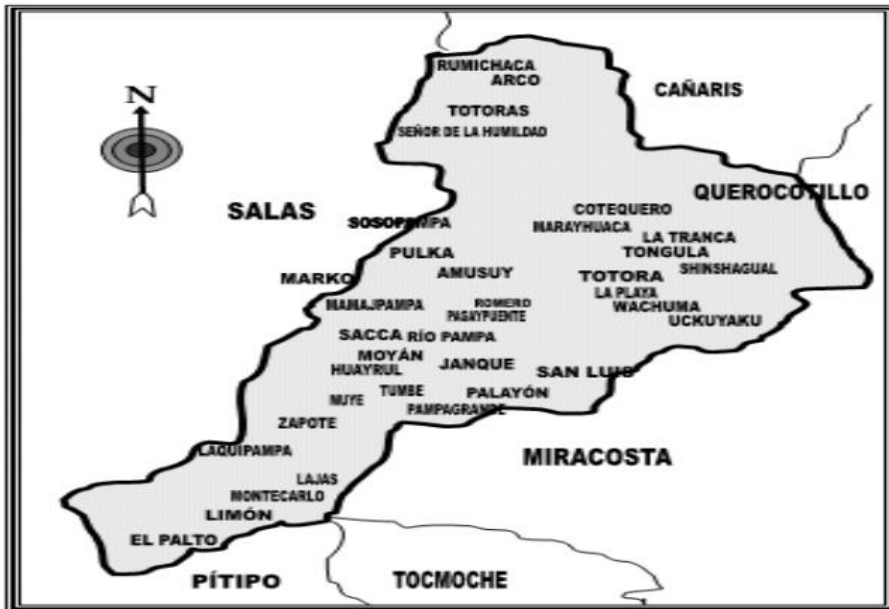 RUMICHACA
ARCO
CAÑARIS
N
TOTORAS
SEÑOR DE LA HUMILDAD
QUEROCOTILLO
SALAS
COTEQUERO
SOSOPAMPA
MARAYHUACA
LA TRANCA
PULKA
TONGULA
AMUSUY
SHINSHAGUAL
MARKO
TOTORA
LA PLAYA
MAMAJPAMPA
ROMERO
WACHUMA
PAGAYPUENTE
UCKUYAKU
SACCA
RÍO PAMPA
MOYÁN
JANQUE
HUAYRUL
SAN LUIS
TUMBE
PALAYÓN
MUYE
PAMPAGRANDE
ZAPOTE
LAQUIPAMPA
MIRACOSTA
LAJAS
MONTECARLO
LIMÓN
EL PALTO
PÍTIPO
TOCMOCHE